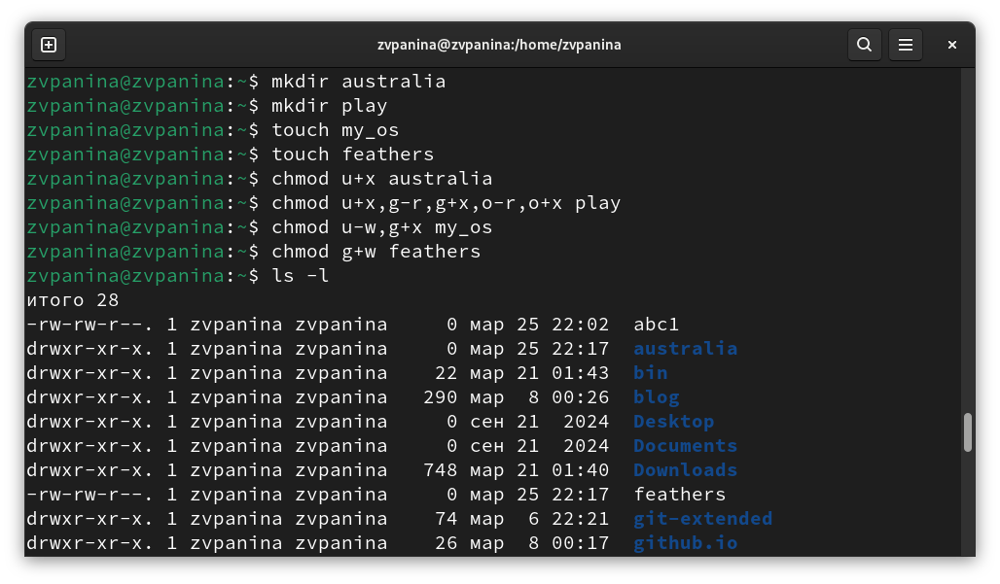 zvpanina@zvpanina:/home/zvpanina
zvpanina@zvpanina:~$ mkdir australia
zvpanina@zvpanina:~$ mkdir play
zvpanina@zvpanina:~$ touch my_os
zvpanina@zvpanina:~$ touch feathers
zvpanina@zvpanina:~$ chmod u+x australia
zvpanina@zvpanina:~$ chmod u+x,g-r,g+x,o-r,o+x play
zvpanina@zvpanina:~$ chmod u-w,g+x my_os
zvpanina@zvpanina:~$ chmod g+w feathers
zvpanina@zvpanina:~$ ls -l
итого 28
-rw-rw-r--. 1 zvpanina zvpanina     0 мар 25 22:02  abc1
drwxr-xr-x. 1 zvpanina zvpanina     0 мар 25 22:17  australia
drwxr-xr-x. 1 zvpanina zvpanina    22 мар 21 01:43  bin
drwxr-xr-x. 1 zvpanina zvpanina   290 мар  8 00:26  blog
drwxr-xr-x. 1 zvpanina zvpanina     0 сен 21  2024  Desktop
drwxr-xr-x. 1 zvpanina zvpanina     0 сен 21  2024  Documents
drwxr-xr-x. 1 zvpanina zvpanina   748 мар 21 01:40  Downloads
-rw-rw-r--. 1 zvpanina zvpanina     0 мар 25 22:17  feathers
drwxr-xr-x. 1 zvpanina zvpanina    74 мар  6 22:21  git-extended
drwxr-xr-x. 1 zvpanina zvpanina    26 мар  8 00:17  github.io